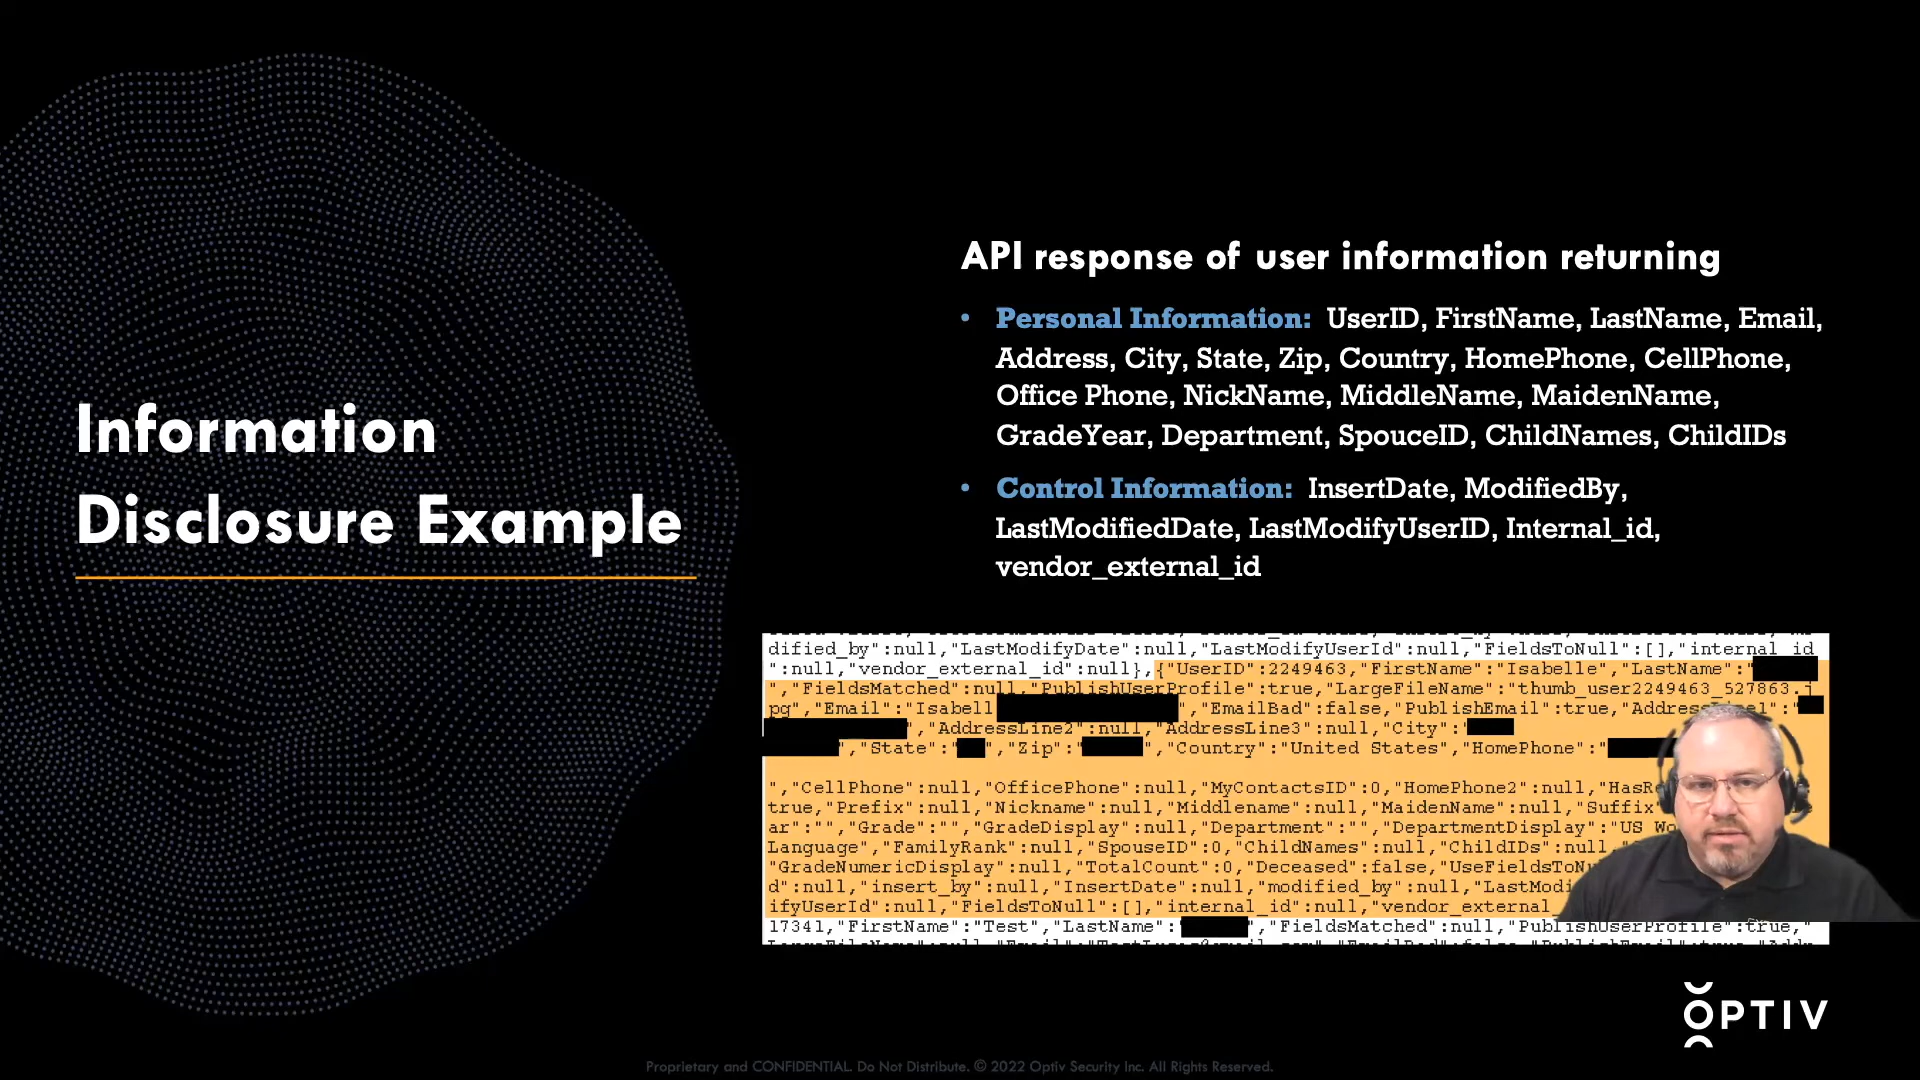 Information
Disclosure Example
API response of user information returning
• Personal Information: UserID, FirstName, LastName, Email,
Address, City, State, Zip, Country, HomePhone, CellPhone,
Office Phone, NickName, MiddleName, MaidenName,
GradeYear, Department, SpouceID, ChildNames, ChildIDs
• Control Information: InsertDate, ModifiedBy,
LastModifiedDate, LastModifyUserID, Internal_id,
vendor_external_id
dified_by":null,"LastModifyDate":null,"LastModifyUserId":null,"FieldsToNull":[],"internal_id
":null,"vendor_external_id":null},{"UserID":2249463,"FirstName":"Isabelle","LastName":"
","FieldsMatched":null,"PublishUserProfile":true,"LargeFileName":"thumb_user2249463_527863.j
pg","Email":"Isabell ","EmailBad":false,"PublishEmail":true,"AddressLine1":"
","AddressLine2":null,"AddressLine3":null,"City":"
","State":" ","Zip":" ","Country":"United States","HomePhone":"
","CellPhone":null,"OfficePhone":null,"MyContactsID":0,"HomePhone2":null,"HasR
true,"Prefix":null,"Nickname":null,"Middlename":null,"MaidenName":null,"Suffix
ar":"","Grade":"","GradeDisplay":null,"Department":"","DepartmentDisplay":"US Wo
Language","FamilyRank":null,"SpouseID":0,"ChildNames":null,"ChildIDs":null,
"GradeNumericDisplay":null,"TotalCount":0,"Deceased":false,"UseFieldsToNu
d":null,"insert_by":null,"InsertDate":null,"modified_by":null,"LastModi
ifyUserId":null,"FieldsToNull":[],"internal_id":null,"vendor_external_
17341,"FirstName":"Test","LastName":" ","FieldsMatched":null,"PublishUserProfile":true,"
OPTIV
Proprietary and CONFIDENTIAL. Do Not Distribute. © 2022 Optiv Security Inc. All Rights Reserved.